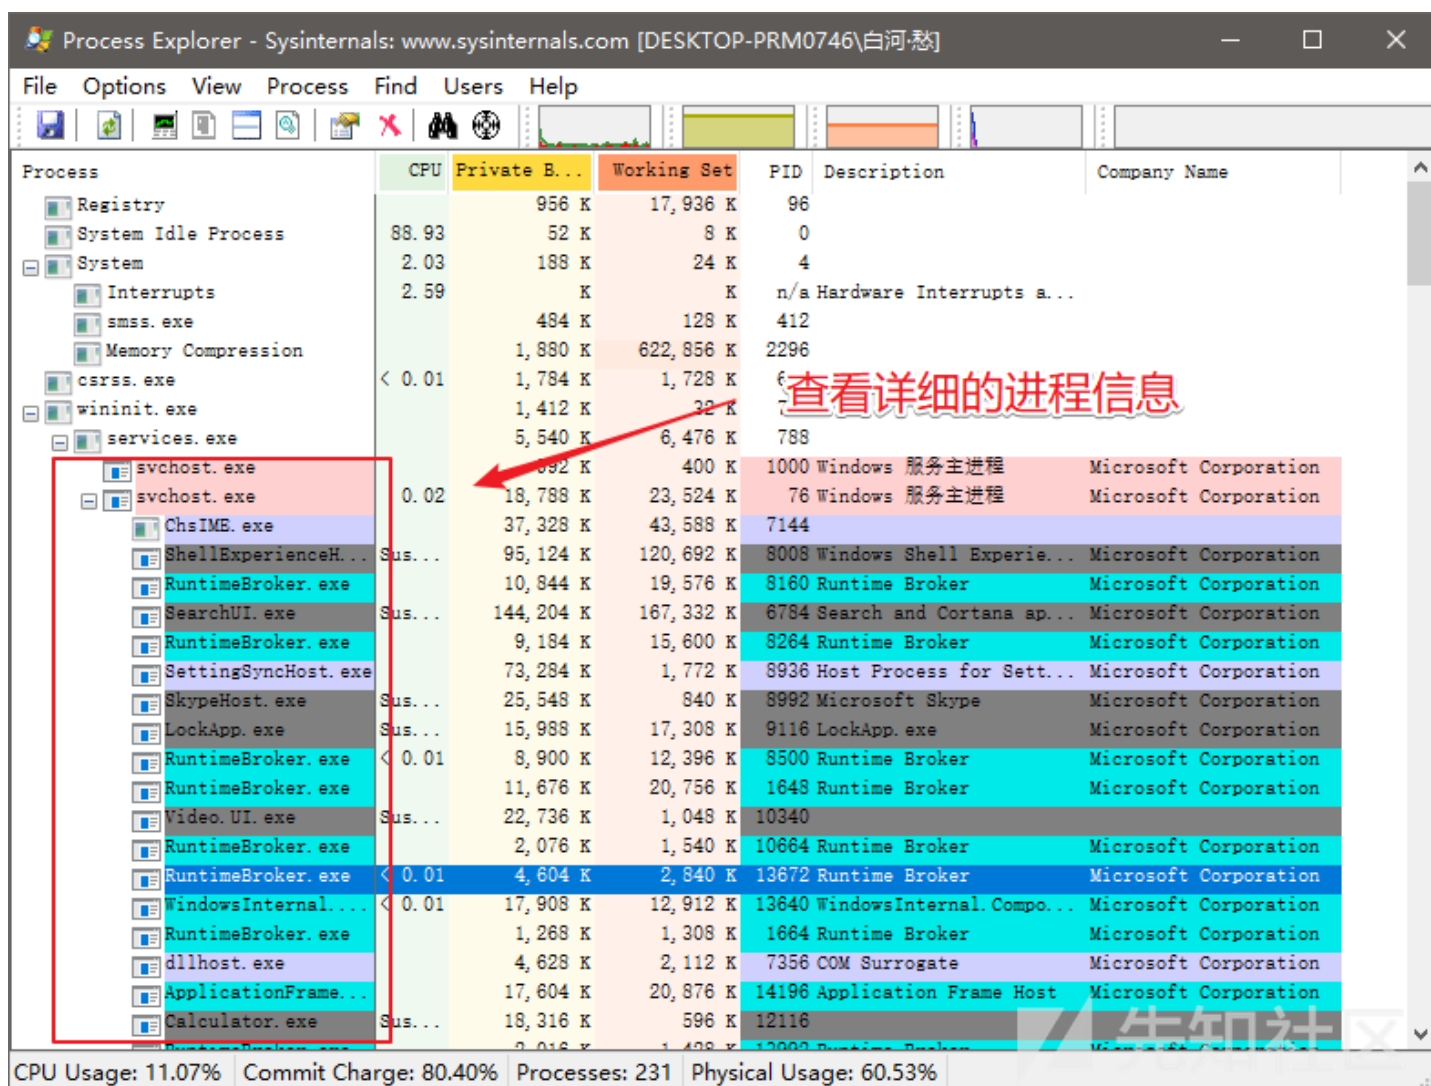 Process Explorer - Sysinternals: www.sysinternals.com [DESKTOP-PRM0746\白河·愁]
File Options View Process Find Users Help
Process CPU Private B... Working Set PID Description Company Name
Registry 956 K 17,936 K 96
System Idle Process 88.93 52 K 8 K 0
System 2.03 188 K 24 K 4
Interrupts 2.59 K K n/a Hardware Interrupts a...
smss.exe 484 K 128 K 412
Memory Compression 1,880 K 622,856 K 2296
csrss.exe < 0.01 1,784 K 1,728 K
查看详细的进程信息
wininit.exe 1,412 K 32 K
services.exe 5,540 K 6,476 K 788
svchost.exe 400 K 1000 Windows 服务主进程 Microsoft Corporation
svchost.exe 0.02 18,788 K 23,524 K 76 Windows 服务主进程 Microsoft Corporation
ChsIME.exe 37,328 K 43,588 K 7144
ShellExperienceH... Sus... 95,124 K 120,692 K 8008 Windows Shell Experie... Microsoft Corporation
RuntimeBroker.exe 10,844 K 19,576 K 8160 Runtime Broker Microsoft Corporation
SearchUI.exe Sus... 144,204 K 167,332 K 6784 Search and Cortana ap... Microsoft Corporation
RuntimeBroker.exe 9,184 K 15,600 K 8264 Runtime Broker Microsoft Corporation
SettingSyncHost.exe 73,284 K 1,772 K 8936 Host Process for Sett... Microsoft Corporation
SkypeHost.exe Sus... 25,548 K 840 K 8992 Microsoft Skype Microsoft Corporation
LockApp.exe Sus... 15,988 K 17,308 K 9116 LockApp.exe Microsoft Corporation
RuntimeBroker.exe < 0.01 8,900 K 12,396 K 8500 Runtime Broker Microsoft Corporation
RuntimeBroker.exe 11,676 K 20,756 K 1648 Runtime Broker Microsoft Corporation
Video.UI.exe Sus... 22,736 K 1,048 K 10340
RuntimeBroker.exe 2,076 K 1,540 K 10664 Runtime Broker Microsoft Corporation
RuntimeBroker.exe < 0.01 4,604 K 2,840 K 13672 Runtime Broker Microsoft Corporation
WindowsInternal.... < 0.01 17,908 K 12,912 K 13640 WindowsInternal.Compo... Microsoft Corporation
RuntimeBroker.exe 1,268 K 1,308 K 1664 Runtime Broker Microsoft Corporation
dllhost.exe 4,628 K 2,112 K 7356 COM Surrogate Microsoft Corporation
ApplicationFrame... 17,604 K 20,876 K 14196 Application Frame Host Microsoft Corporation
Calculator.exe Sus... 18,316 K 596 K 12116
先知社区
CPU Usage: 11.07% Commit Charge: 80.40% Processes: 231 Physical Usage: 60.53%